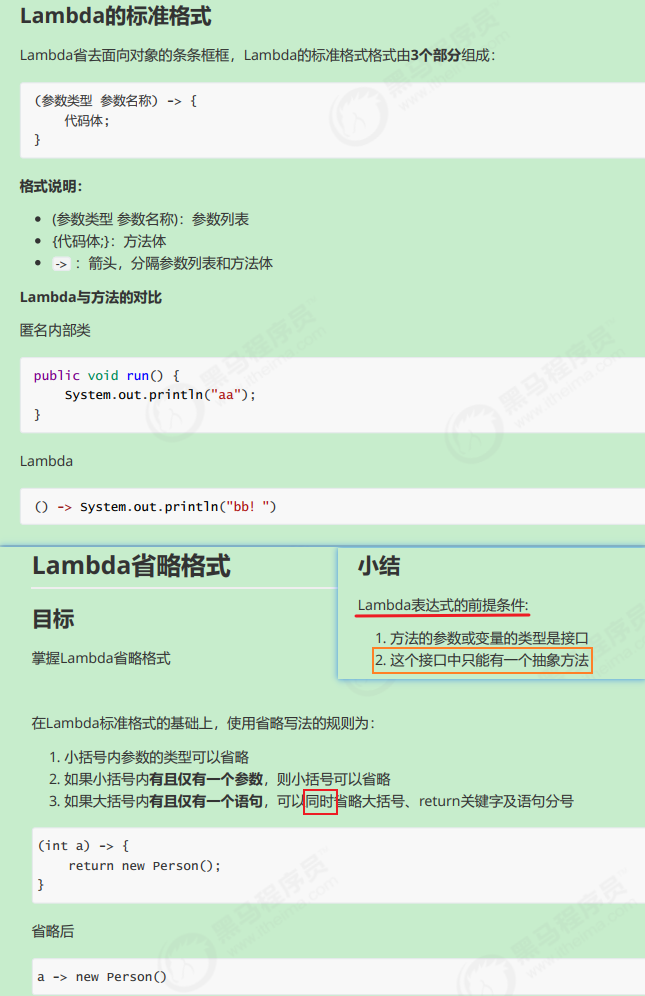 Lambda的标准格式
Lambda省去面向对象的条条框框，Lambda的标准格式格式由3个部分组成：
(参数类型 参数名称) -> {
    代码体;
}
格式说明：
• (参数类型 参数名称)：参数列表
• {代码体;}：方法体
• -> ：箭头，分隔参数列表和方法体
Lambda与方法的对比
匿名内部类
public void run() {
    System.out.println("aa");
}
Lambda
() -> System.out.println("bb！")
Lambda省略格式
目标
掌握Lambda省略格式
小结
Lambda表达式的前提条件:
1. 方法的参数或变量的类型是接口
2. 这个接口中只能有一个抽象方法
在Lambda标准格式的基础上，使用省略写法的规则为：
1. 小括号内参数的类型可以省略
2. 如果小括号内有且仅有一个参数，则小括号可以省略
3. 如果大括号内有且仅有一个语句，可以同时省略大括号、return关键字及语句分号
(int a) -> {
    return new Person();
}
省略后
a -> new Person()
黑马程序员
www.itheima.com